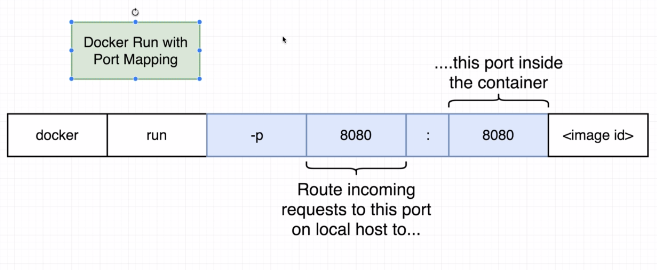 Docker Run with
Port Mapping
....this port inside
the container
docker run -p 8080 : 8080 <image id>
Route incoming
requests to this port
on local host to...